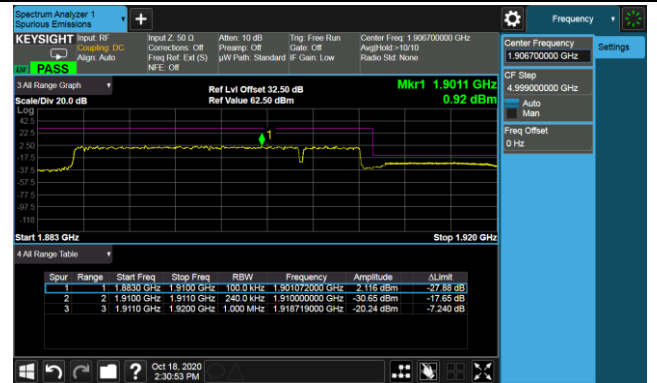 Spectrum Analyzer 1
Spurious Emissions
Frequency
KEYSIGHT
Input: RF
Coupling: DC
Align: Auto
Input Z: 50 Ω
Corrections: Off
Freq Ref: Ext (S)
NFE: Off
Atten: 10 dB
Preamp: Off
µW Path: Standard
Trig: Free Run
Gate: Off
IF Gain: Low
Center Freq: 1.906700000 GHz
Avg|Hold:>10/10
Radio Std: None
PASS
Center Frequency
1.906700000 GHz
Settings
CF Step
4.999000000 GHz
Auto
Man
Freq Offset
0 Hz
3 All Range Graph
Scale/Div 20.0 dB
Ref Lvl Offset 32.50 dB
Ref Value 62.50 dBm
Mkr1 1.9011 GHz
0.92 dBm
Log
42.5
22.5
2.50
-17.5
-37.5
-57.5
-77.5
-97.5
-118
1
Start 1.883 GHz
Stop 1.920 GHz
4 All Range Table
Spur Range Start Freq Stop Freq RBW Frequency Amplitude ΔLimit
1 1 1.8830 GHz 1.9100 GHz 100.0 kHz 1.901072000 GHz 2.116 dBm -27.88 dB
2 2 1.9100 GHz 1.9110 GHz 240.0 kHz 1.910000000 GHz -30.65 dBm -17.65 dB
3 3 1.9110 GHz 1.9200 GHz 1.000 MHz 1.918719000 GHz -20.24 dBm -7.240 dB
Oct 18, 2020
2:30:53 PM